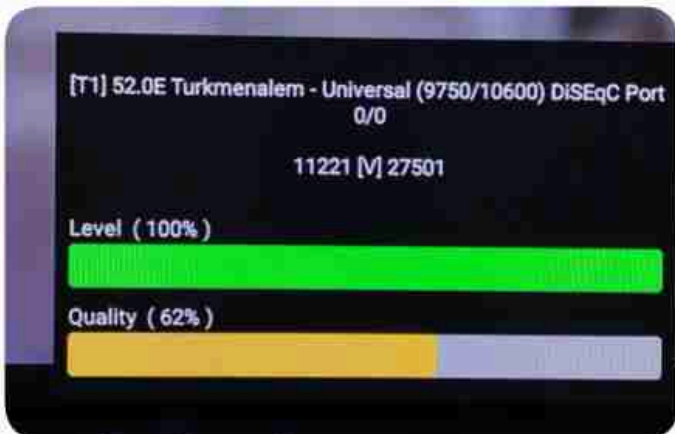 [T1] 52.0E Turkmenalem - Universal (9750/10600) DiSEqC Port
0/0
11221 [V] 27501
Level ( 100% )
Quality ( 62% )